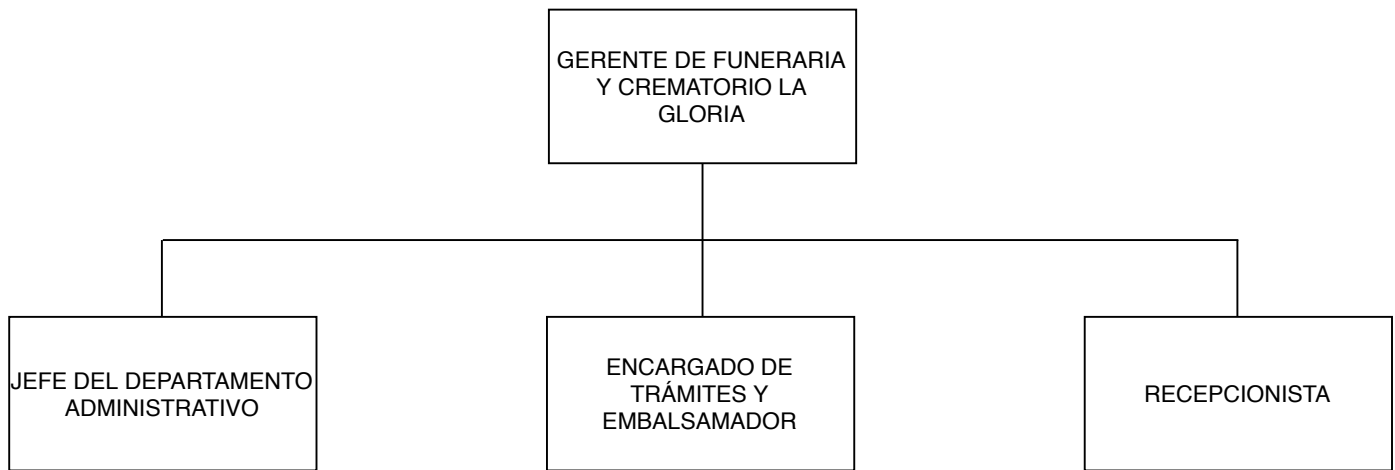 GERENTE DE FUNERARIA
Y CREMATORIO LA
GLORIA
JEFE DEL DEPARTAMENTO
ADMINISTRATIVO
ENCARGADO DE
TRÁMITES Y
EMBALSAMADOR
RECEPCIONISTA